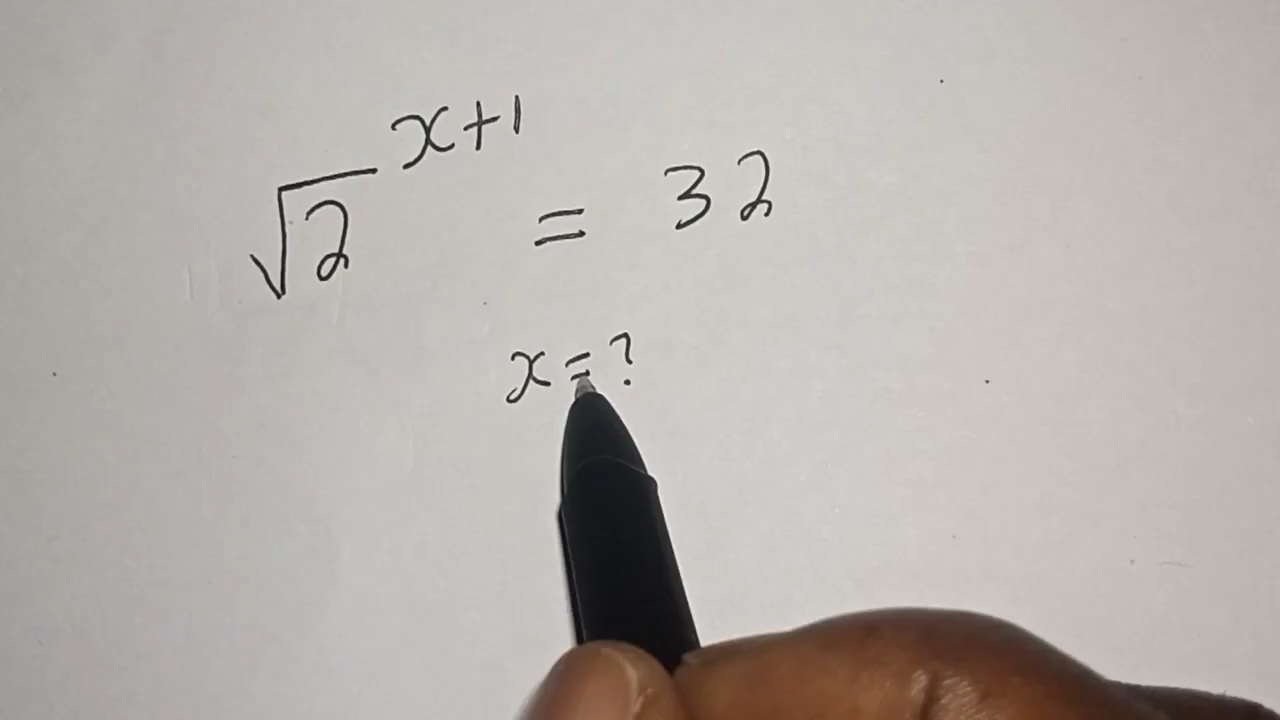 √2^(x+1) = 32
x = ?